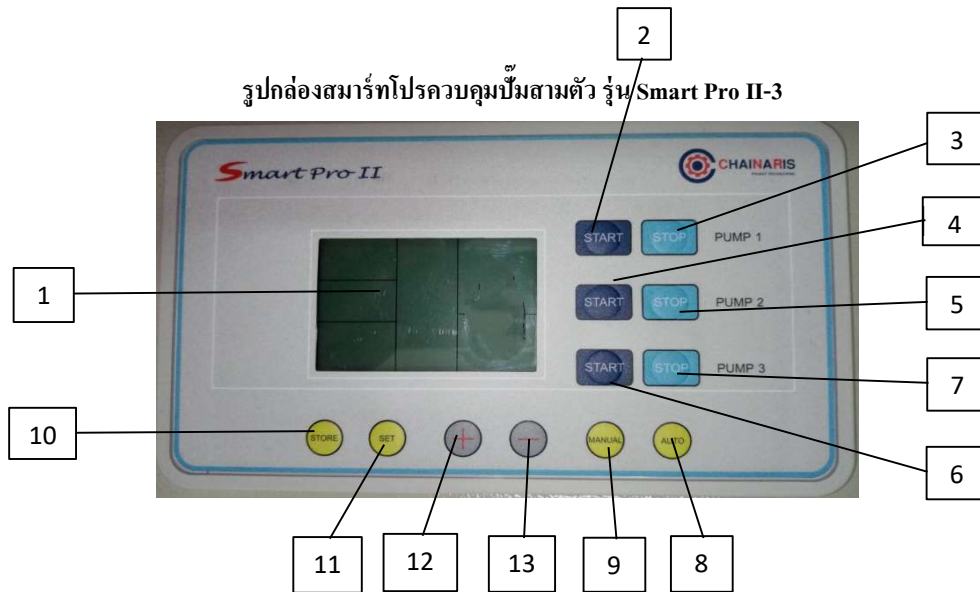 2
รูปกล่องสมาร์ทโปรควบคุมปั๊มสามตัว รุ่น Smart Pro II-3
Smart Pro II
CHAINARIS
3
START STOP PUMP 1
4
1
START STOP PUMP 2
5
START STOP PUMP 3
7
10
STORE SET + − MANUAL AUTO
6
11 12 13 9 8